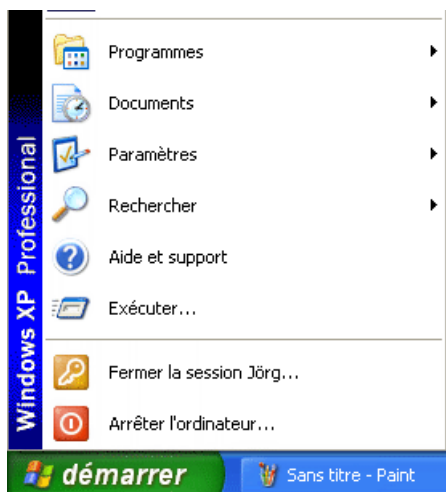 Programmes
Documents
Paramètres
Rechercher
Aide et support
Exécuter...
Fermer la session Jörg...
Arrêter l'ordinateur...
Windows XP Professional
démarrer
Sans titre - Paint